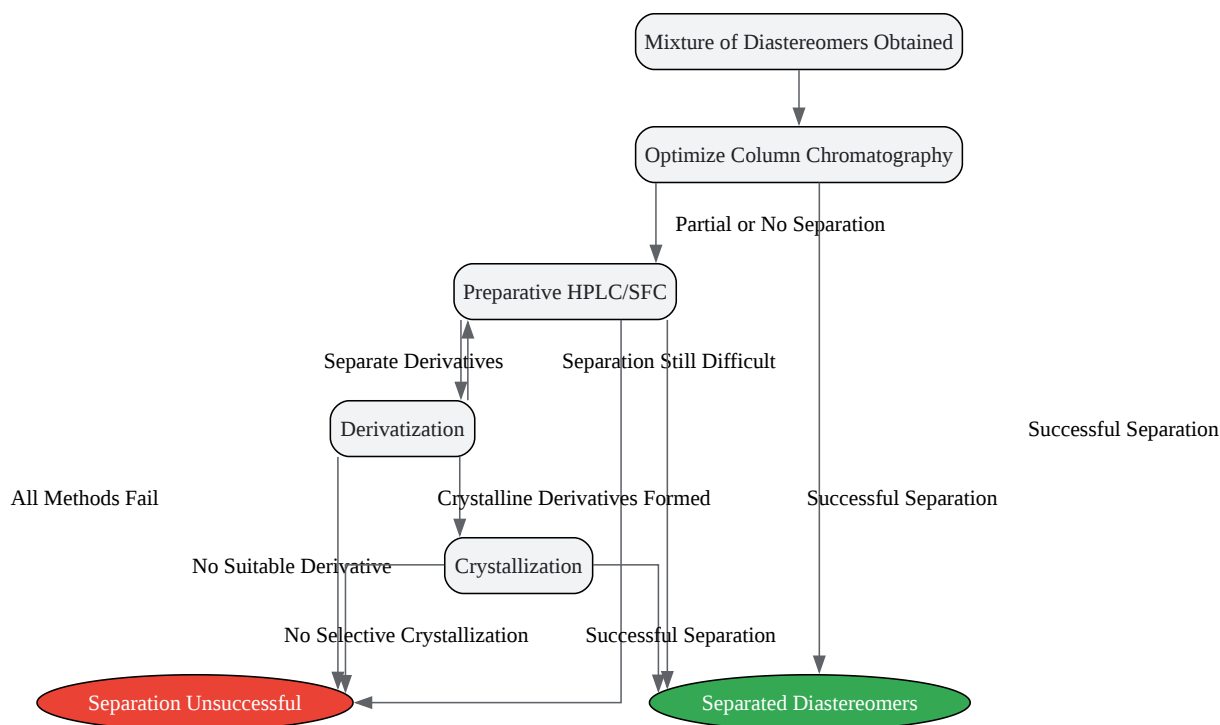 Mixture of Diastereomers Obtained
Optimize Column Chromatography
Partial or No Separation
Preparative HPLC/SFC
Separate Derivatives
Separation Still Difficult
Derivatization
Successful Separation
All Methods Fail
Crystalline Derivatives Formed
Successful Separation
No Suitable Derivative
Crystallization
No Selective Crystallization
Successful Separation
Separation Unsuccessful
Separated Diastereomers